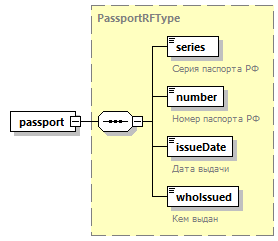 PassportRFType
series
Серия паспорта РФ
number
Номер паспорта РФ
passport
issueDate
Дата выдачи
whoIssued
Кем выдан